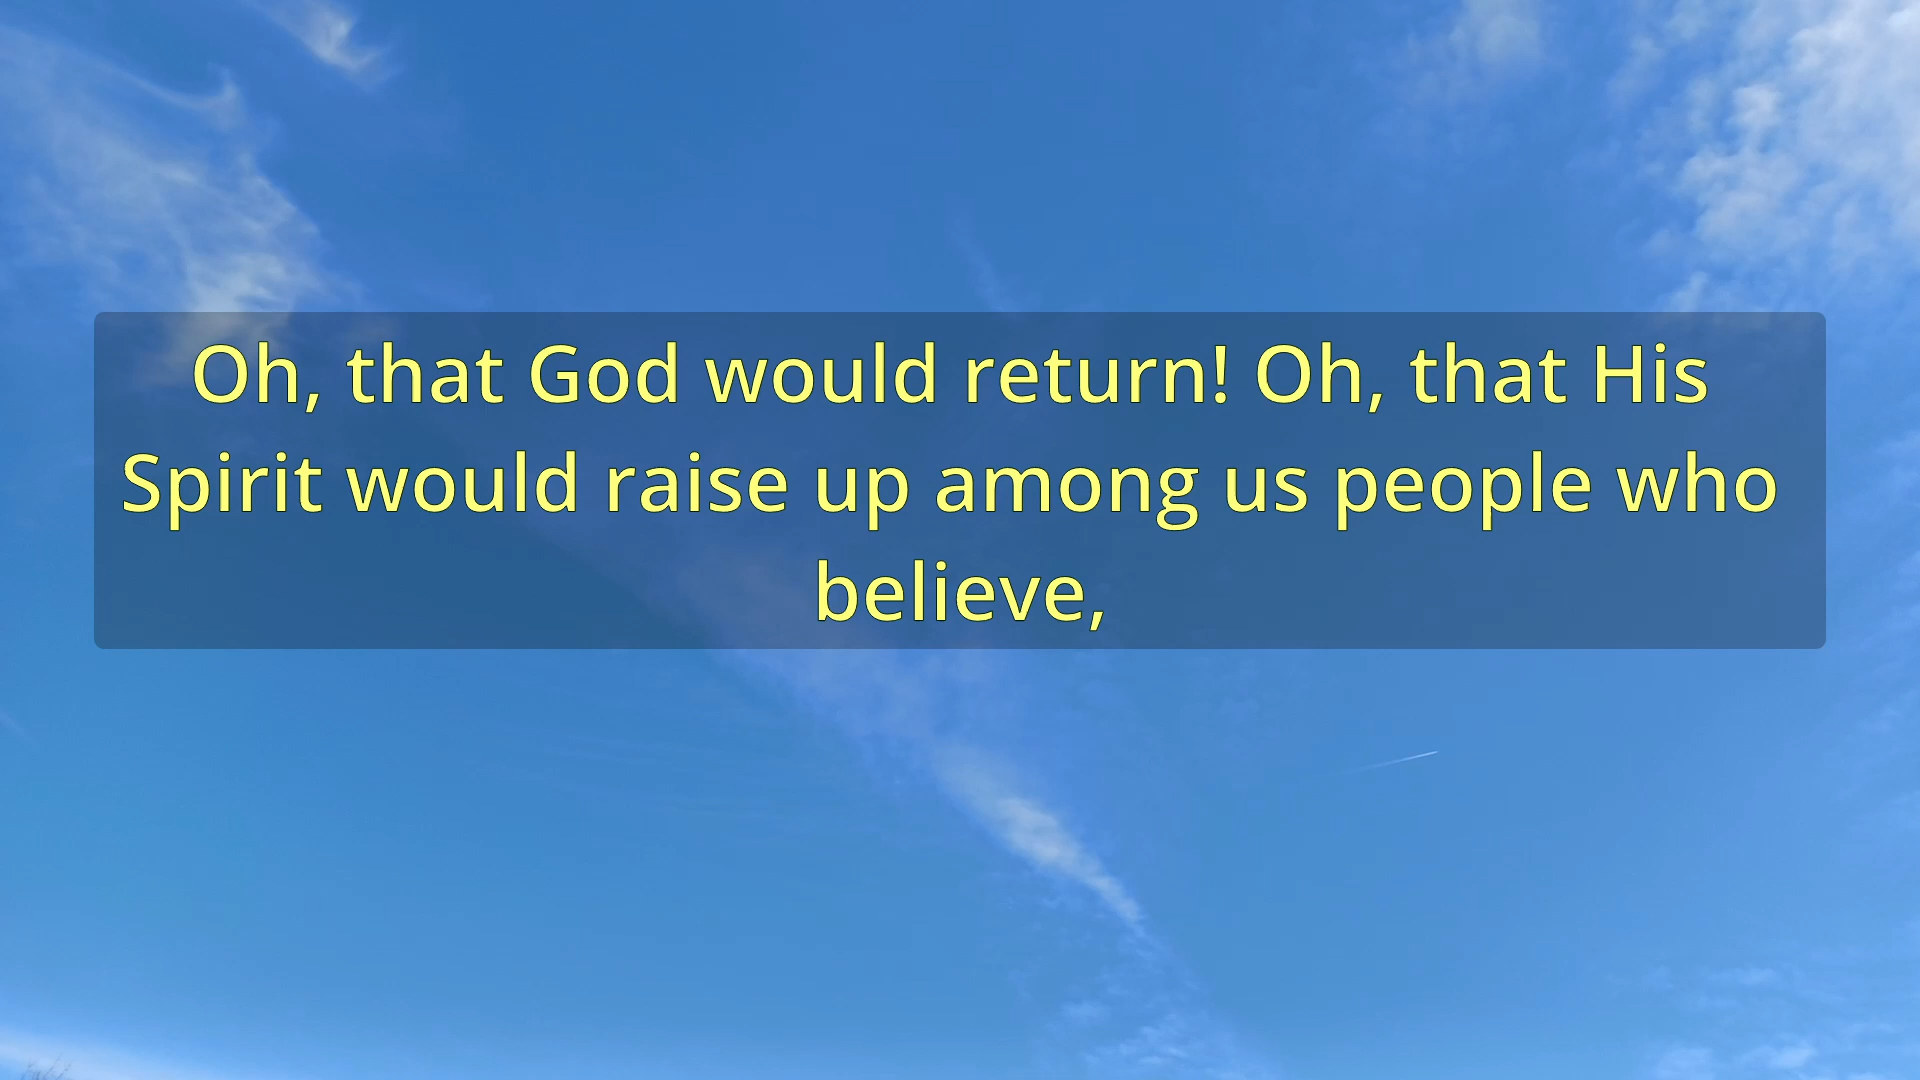 Oh, that God would return! Oh, that His
Spirit would raise up among us people who
believe,